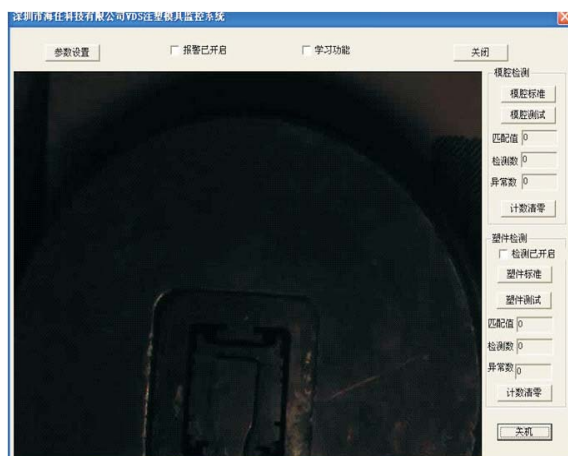 深圳市海任科技有限公司VDS注塑模具监控系统
参数设置
报警已开启
学习功能
关闭
模腔检测
模腔标准
模腔测试
匹配值 0
检测数 0
异常数 0
计数清零
塑件检测
检测已开启
塑件标准
塑件测试
匹配值 0
检测数 0
异常数 0
计数清零
关机